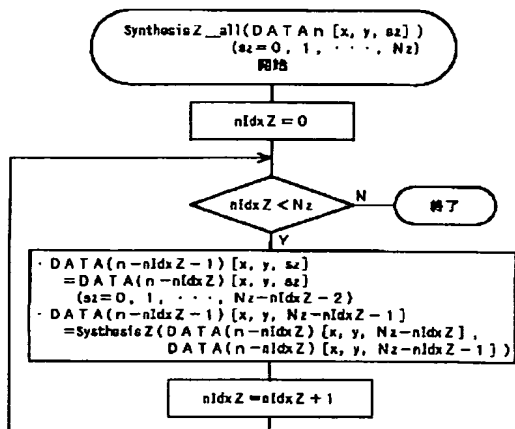 SynthesisZ_all(DATAn [x, y, sz])
(sz=0, 1, ···, Nz)
開始
nIdxZ=0
nIdxZ<Nz
N
終了
Y
· DATA(n-nIdxZ-1) [x, y, sz]
=DATA(n-nIdxZ) [x, y, sz]
(sz=0, 1, ···, Nz-nIdxZ-2)
· DATA(n-nIdxZ-1) [x, y, Nz-nIdxZ-1]
=SysthesisZ(DATA(n-nIdxZ) [x, y, Nz-nIdxZ],
DATA(n-nIdxZ) [x, y, Nz-nIdxZ-1])
nIdxZ=nIdxZ+1